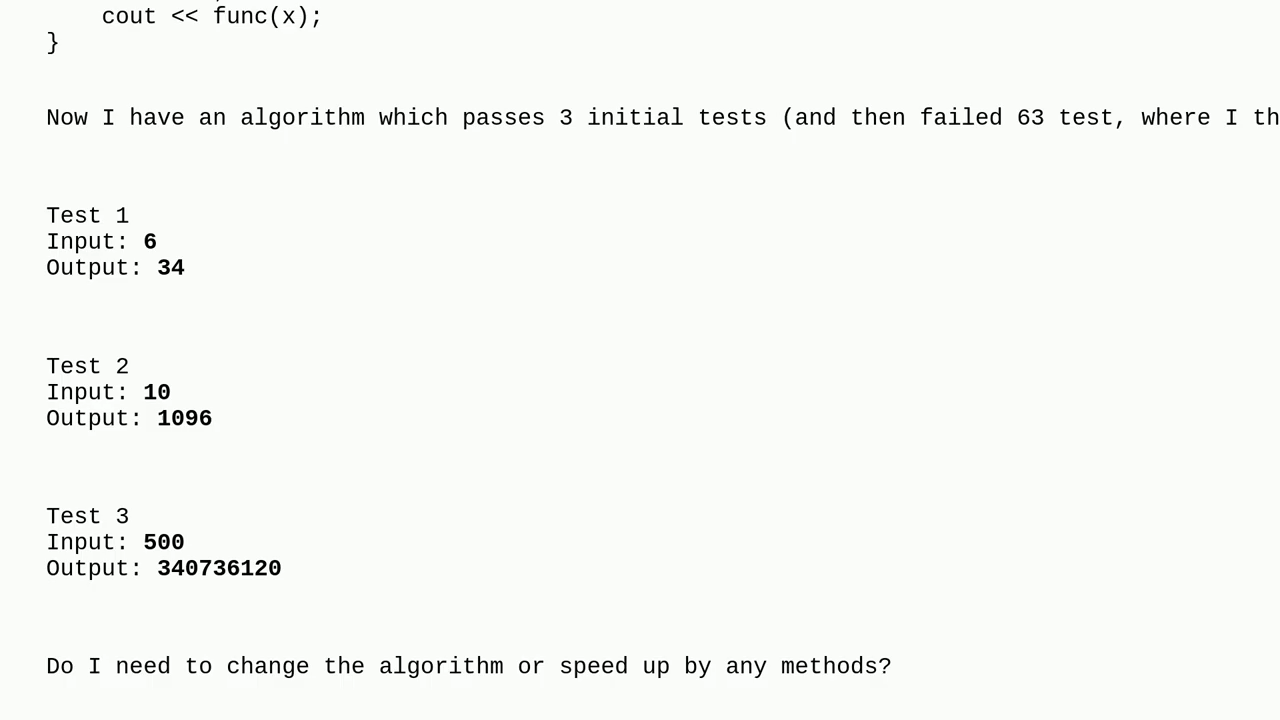 cout << func(x);
}
Now I have an algorithm which passes 3 initial tests (and then failed 63 test, where I
Test 1
Input: 6
Output: 34
Test 2
Input: 10
Output: 1096
Test 3
Input: 500
Output: 340736120
Do I need to change the algorithm or speed up by any methods?